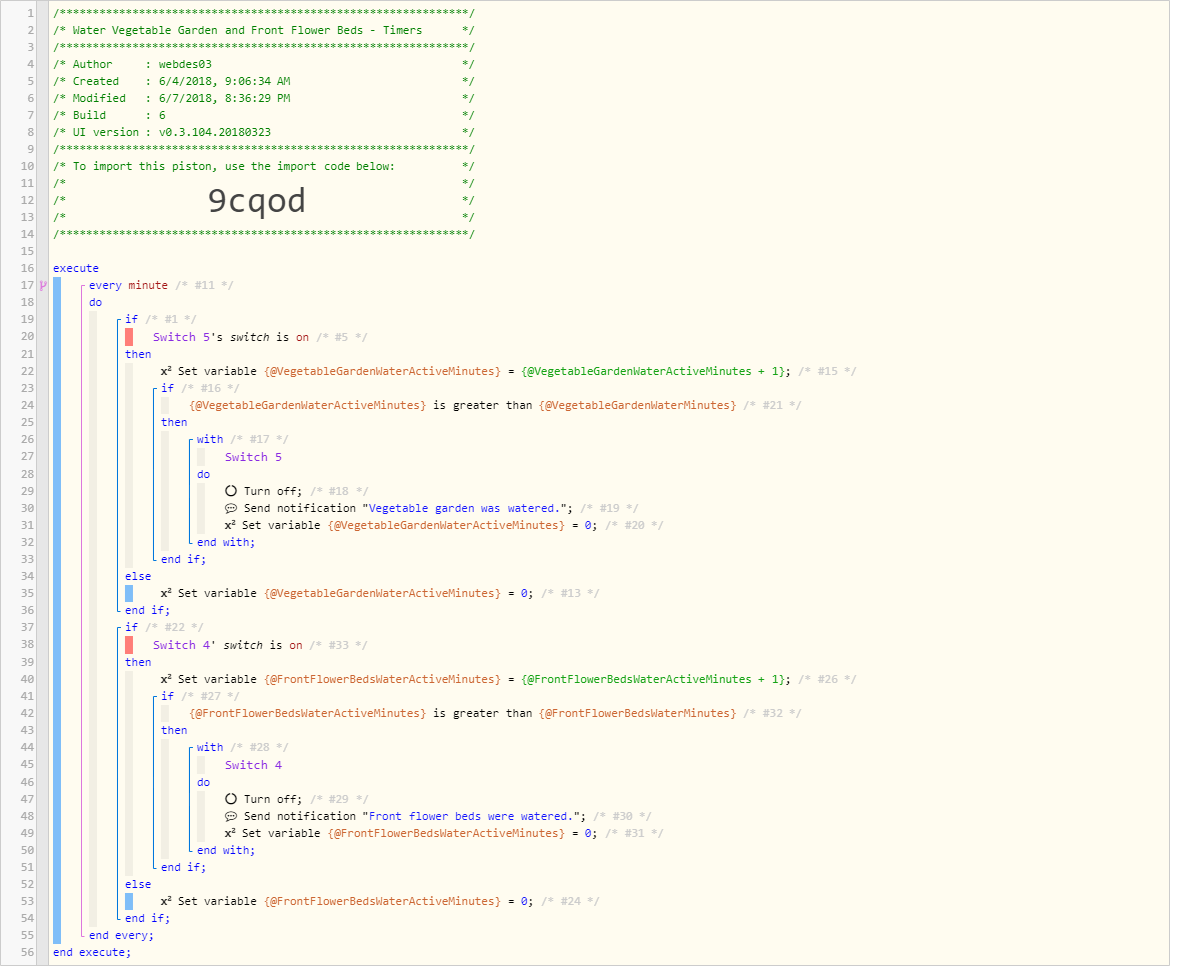 1 /**************************************************************/
2 /* Water Vegetable Garden and Front Flower Beds - Timers */
3 /**************************************************************/
4 /* Author : webdes03 */
5 /* Created : 6/4/2018, 9:06:34 AM */
6 /* Modified : 6/7/2018, 8:36:29 PM */
7 /* Build : 6 */
8 /* UI version : v0.3.104.20180323 */
9 /**************************************************************/
10 /* To import this piston, use the import code below: */
11 /* */
12 /* 9cqod */
13 /* */
14 /**************************************************************/
15
16 execute
17 every minute /* #11 */
18 do
19 if /* #1 */
20 Switch 5's switch is on /* #5 */
21 then
22 x² Set variable {@VegetableGardenWaterActiveMinutes} = {@VegetableGardenWaterActiveMinutes + 1}; /* #15 */
23 if /* #16 */
24 {@VegetableGardenWaterActiveMinutes} is greater than {@VegetableGardenWaterMinutes} /* #21 */
25 then
26 with /* #17 */
27 Switch 5
28 do
29 Turn off; /* #18 */
30 Send notification "Vegetable garden was watered."; /* #19 */
31 x² Set variable {@VegetableGardenWaterActiveMinutes} = 0; /* #20 */
32 end with;
33 end if;
34 else
35 x² Set variable {@VegetableGardenWaterActiveMinutes} = 0; /* #13 */
36 end if;
37 if /* #22 */
38 Switch 4' switch is on /* #33 */
39 then
40 x² Set variable {@FrontFlowerBedsWaterActiveMinutes} = {@FrontFlowerBedsWaterActiveMinutes + 1}; /* #26 */
41 if /* #27 */
42 {@FrontFlowerBedsWaterActiveMinutes} is greater than {@FrontFlowerBedsWaterMinutes} /* #32 */
43 then
44 with /* #28 */
45 Switch 4
46 do
47 Turn off; /* #29 */
48 Send notification "Front flower beds were watered."; /* #30 */
49 x² Set variable {@FrontFlowerBedsWaterActiveMinutes} = 0; /* #31 */
50 end with;
51 end if;
52 else
53 x² Set variable {@FrontFlowerBedsWaterActiveMinutes} = 0; /* #24 */
54 end if;
55 end every;
56 end execute;